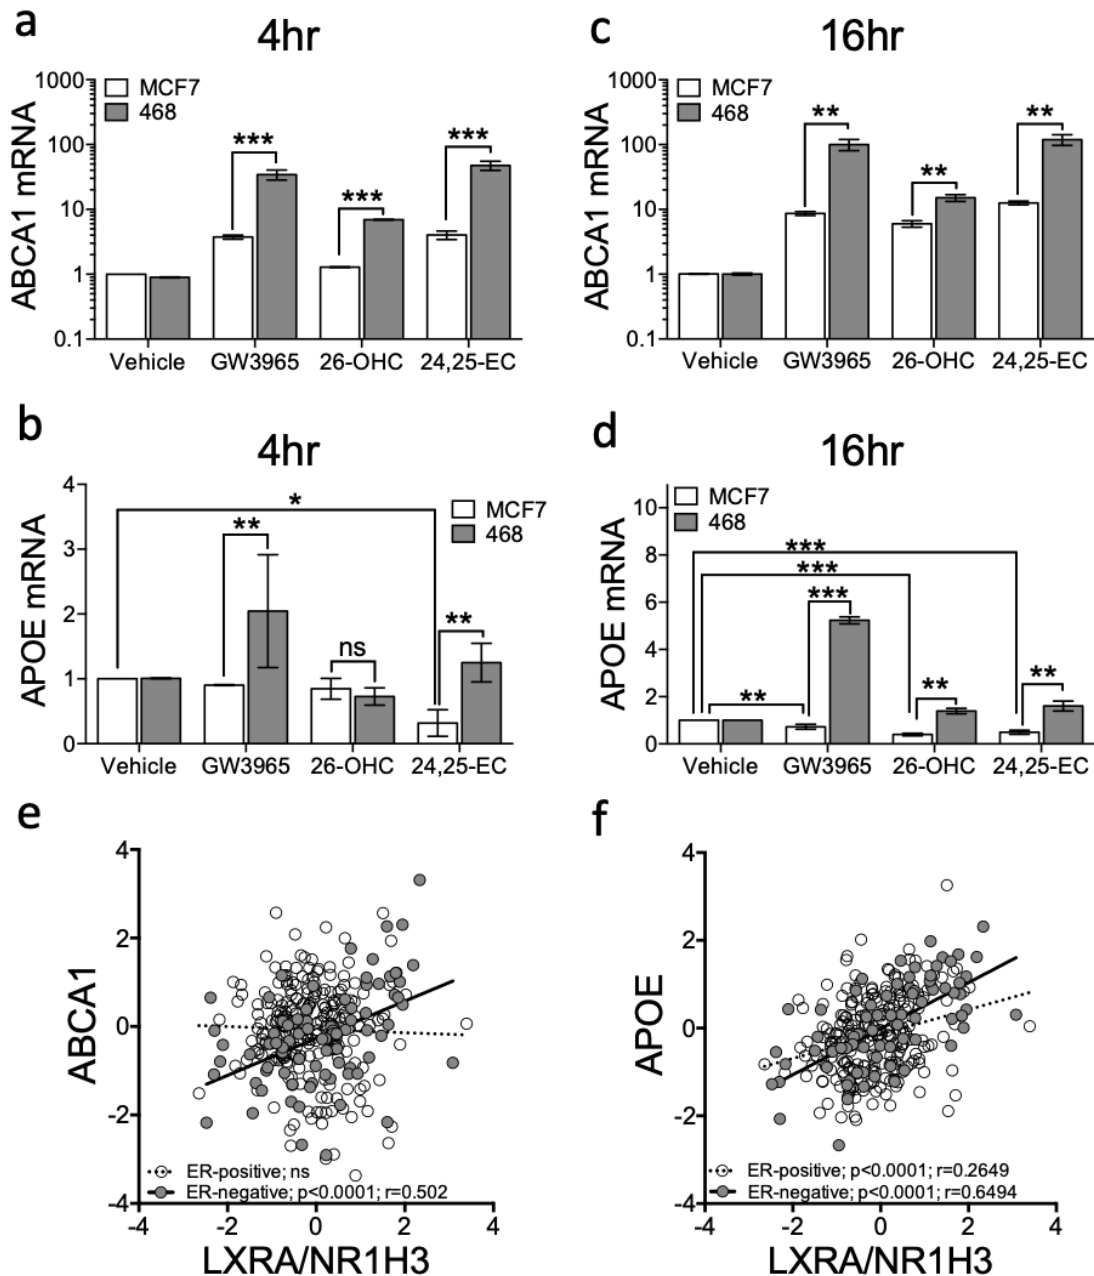 a
4hr
ABCA1 mRNA
1000
100
10
1
0.1
MCF7
468
***
***
***
Vehicle GW3965 26-OHC 24,25-EC
c
16hr
ABCA1 mRNA
1000
100
10
1
0.1
MCF7
468
**
**
**
Vehicle GW3965 26-OHC 24,25-EC
b
4hr
APOE mRNA
4
3
2
1
0
MCF7
468
*
**
ns
**
Vehicle GW3965 26-OHC 24,25-EC
d
16hr
APOE mRNA
10
8
6
4
2
0
MCF7
468
***
***
***
**
**
**
Vehicle GW3965 26-OHC 24,25-EC
e
ABCA1
4
2
0
-2
-4
ER-positive; ns
ER-negative; p<0.0001; r=0.502
-4 -2 0 2 4
LXRA/NR1H3
f
APOE
4
2
0
-2
-4
ER-positive; p<0.0001; r=0.2649
ER-negative; p<0.0001; r=0.6494
-4 -2 0 2 4
LXRA/NR1H3